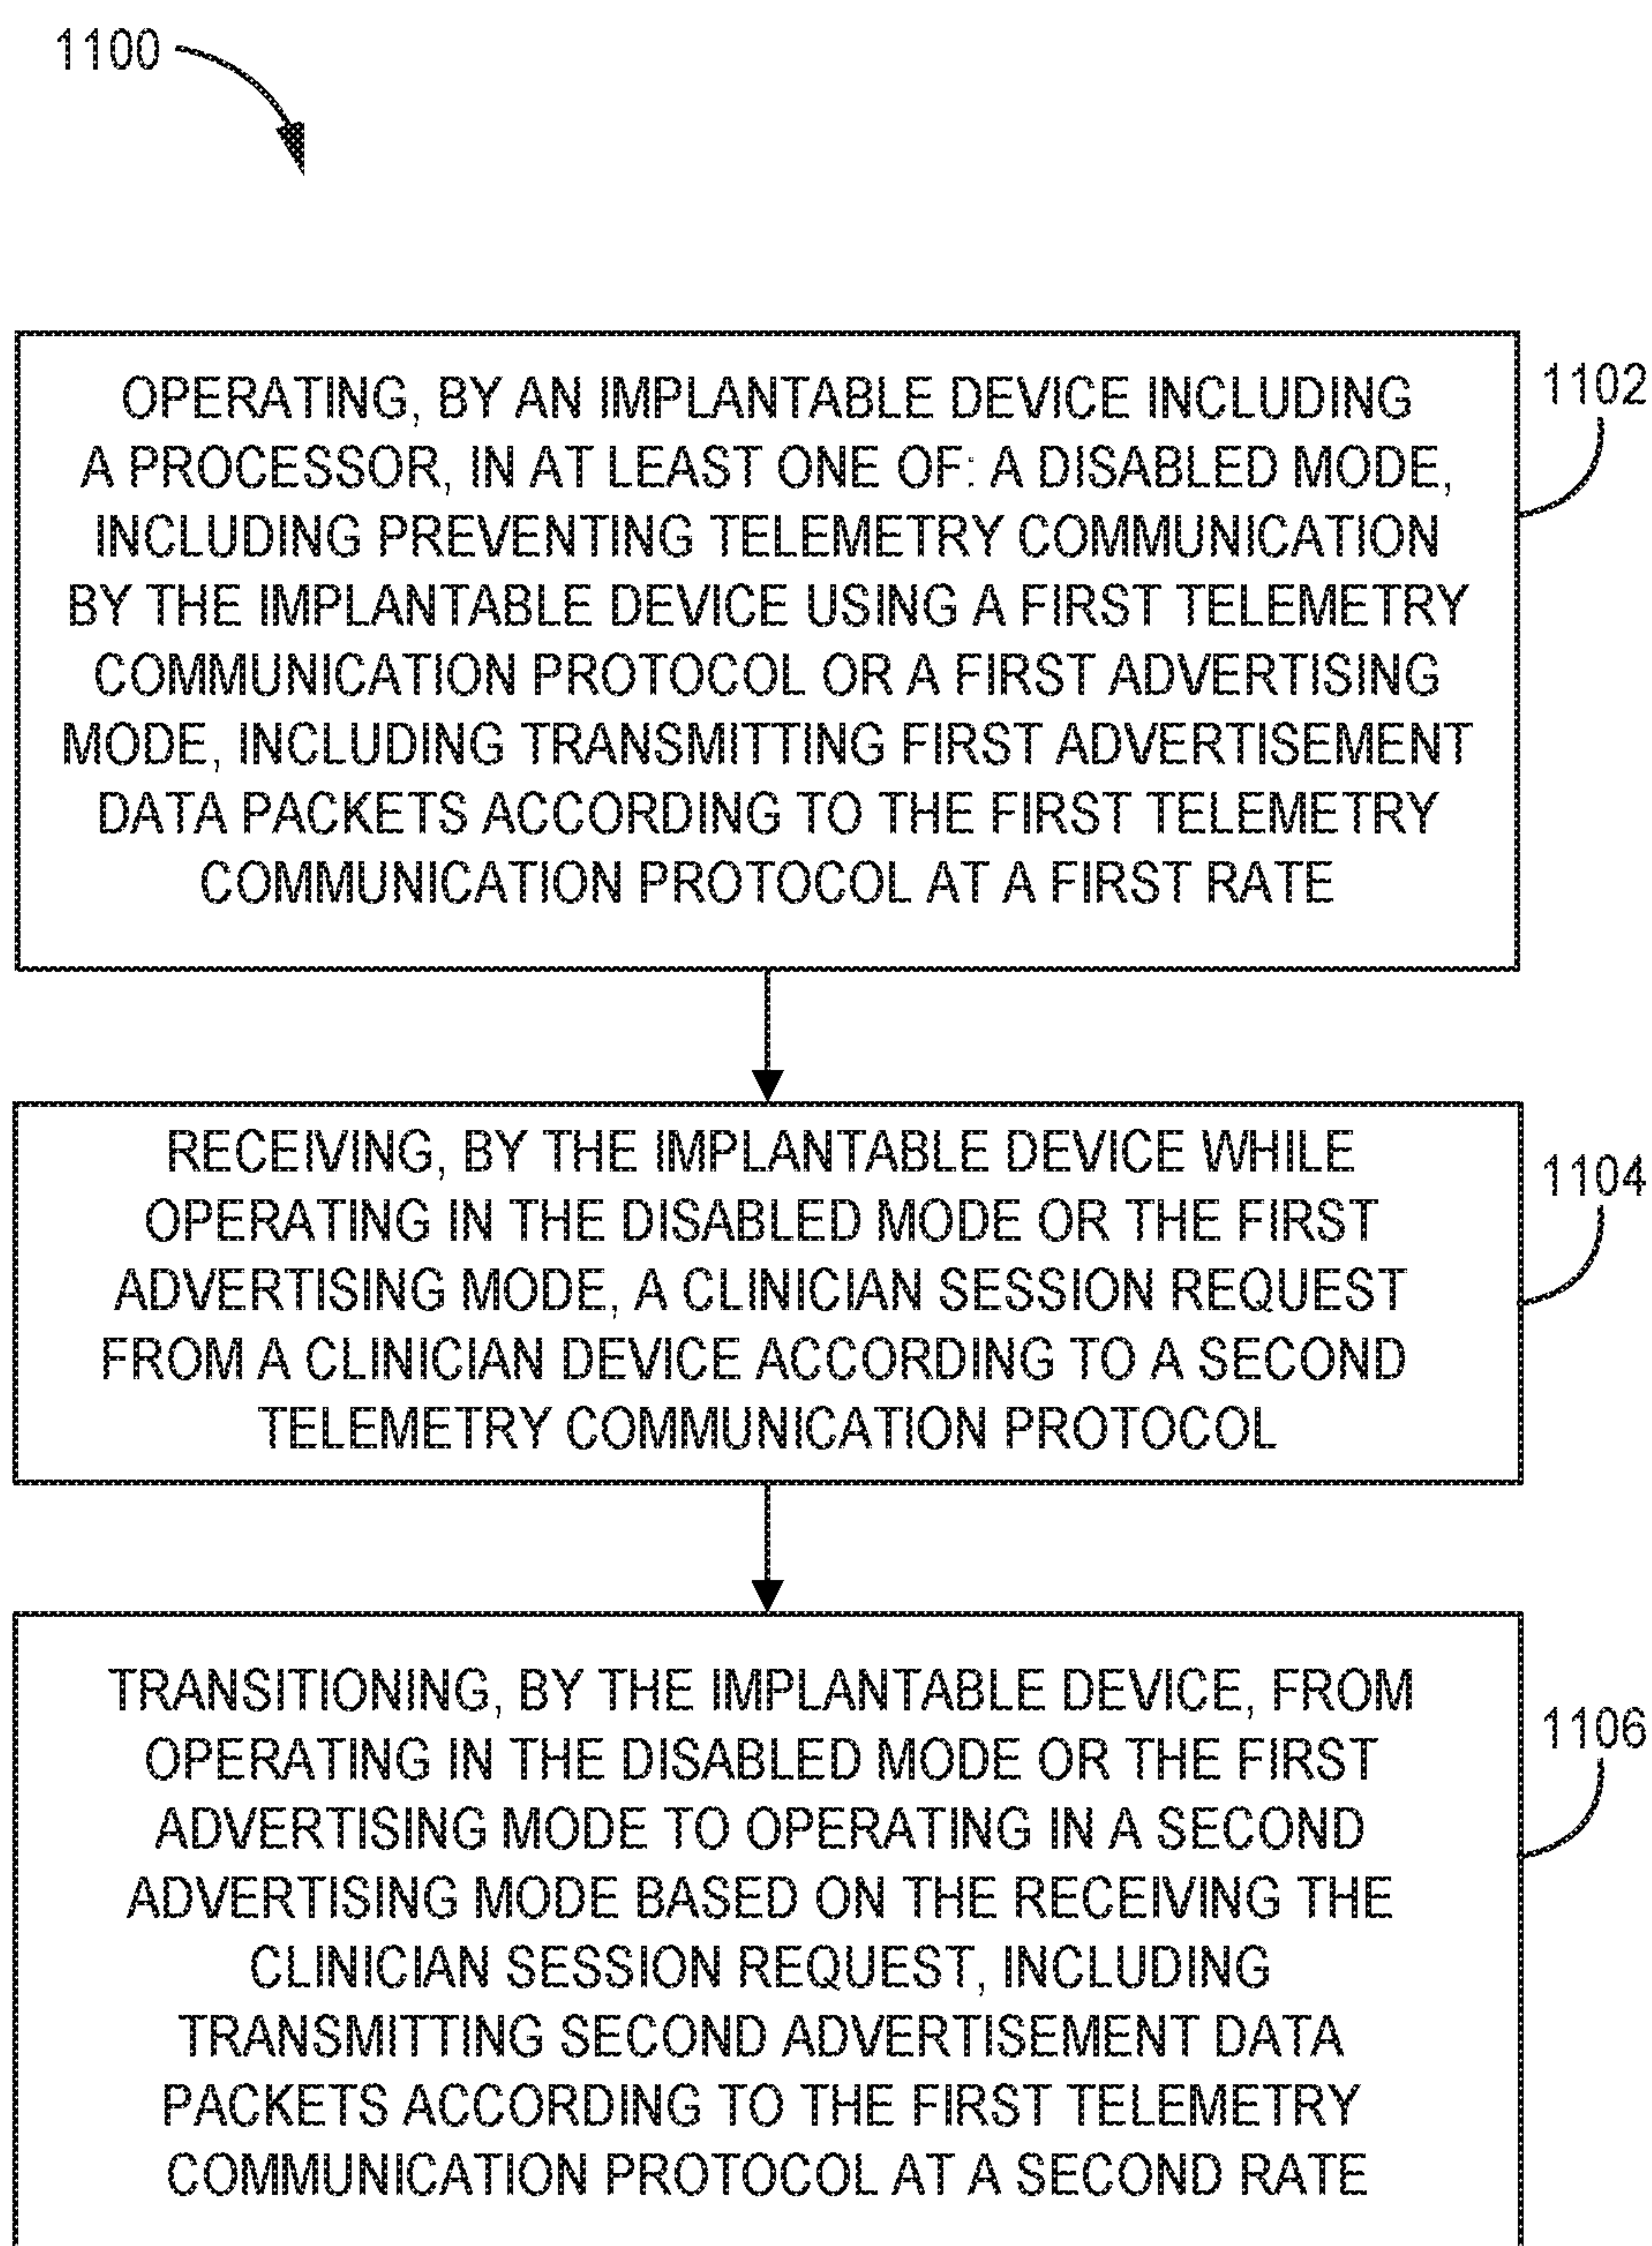 1100
OPERATING, BY AN IMPLANTABLE DEVICE INCLUDING
A PROCESSOR, IN AT LEAST ONE OF: A DISABLED MODE,
INCLUDING PREVENTING TELEMETRY COMMUNICATION
BY THE IMPLANTABLE DEVICE USING A FIRST TELEMETRY
COMMUNICATION PROTOCOL OR A FIRST ADVERTISING
MODE, INCLUDING TRANSMITTING FIRST ADVERTISEMENT
DATA PACKETS ACCORDING TO THE FIRST TELEMETRY
COMMUNICATION PROTOCOL AT A FIRST RATE
1102
RECEIVING, BY THE IMPLANTABLE DEVICE WHILE
OPERATING IN THE DISABLED MODE OR THE FIRST
ADVERTISING MODE, A CLINICIAN SESSION REQUEST
FROM A CLINICIAN DEVICE ACCORDING TO A SECOND
TELEMETRY COMMUNICATION PROTOCOL
1104
TRANSITIONING, BY THE IMPLANTABLE DEVICE, FROM
OPERATING IN THE DISABLED MODE OR THE FIRST
ADVERTISING MODE TO OPERATING IN A SECOND
ADVERTISING MODE BASED ON THE RECEIVING THE
CLINICIAN SESSION REQUEST, INCLUDING
TRANSMITTING SECOND ADVERTISEMENT DATA
PACKETS ACCORDING TO THE FIRST TELEMETRY
COMMUNICATION PROTOCOL AT A SECOND RATE
1106